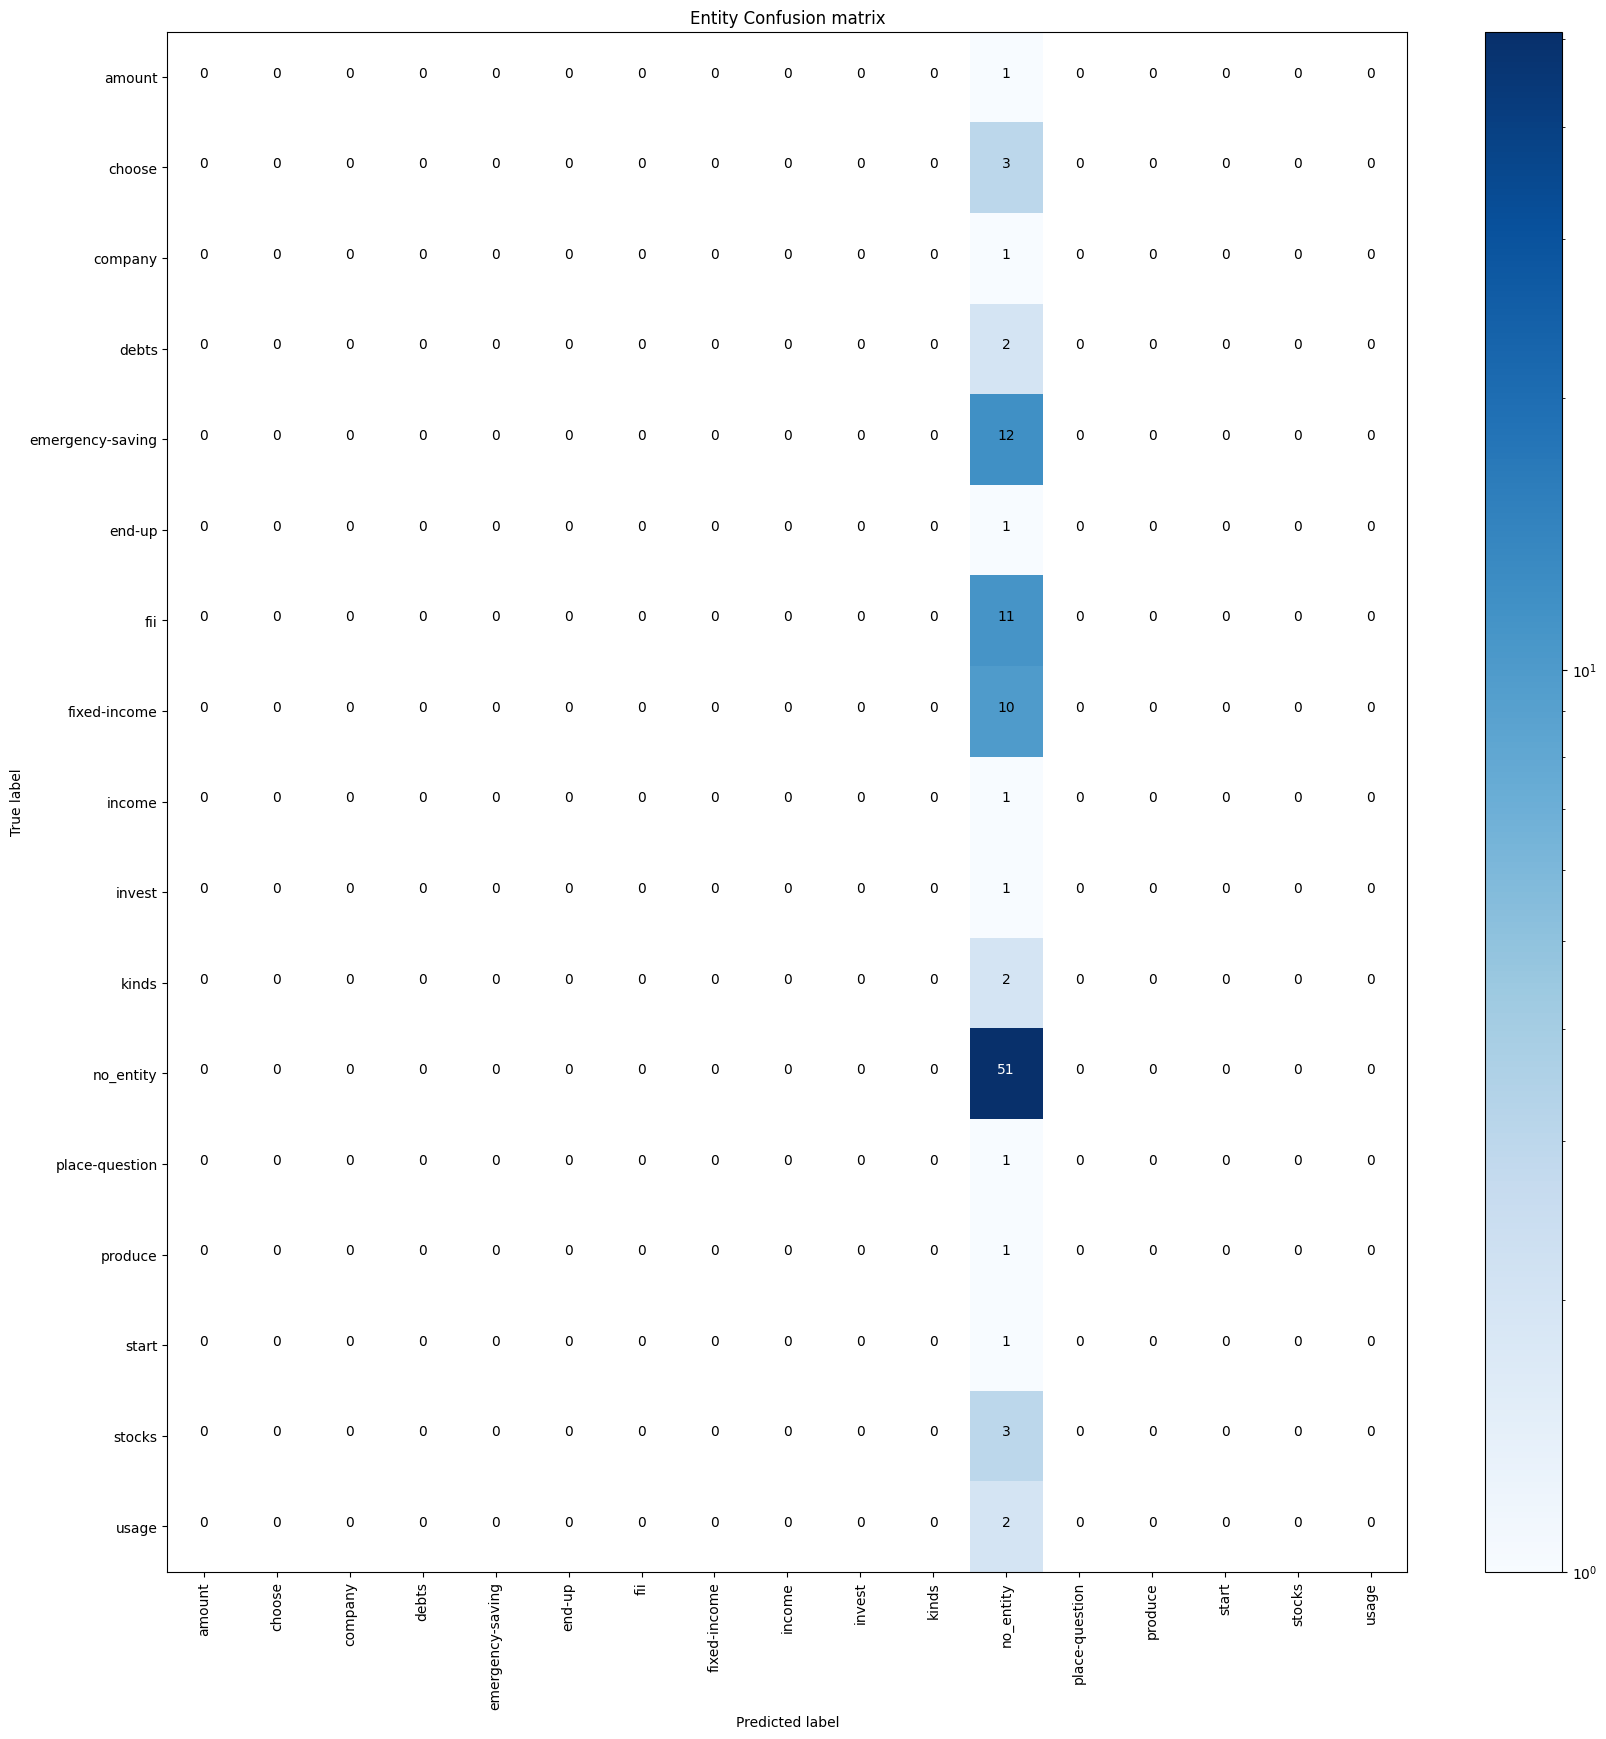 Entity Confusion matrix
amount 0 0 0 0 0 0 0 0 0 0 0 1 0 0 0 0 0
choose 0 0 0 0 0 0 0 0 0 0 0 3 0 0 0 0 0
company 0 0 0 0 0 0 0 0 0 0 0 1 0 0 0 0 0
debts 0 0 0 0 0 0 0 0 0 0 0 2 0 0 0 0 0
emergency-saving 0 0 0 0 0 0 0 0 0 0 0 12 0 0 0 0 0
end-up 0 0 0 0 0 0 0 0 0 0 0 1 0 0 0 0 0
fii 0 0 0 0 0 0 0 0 0 0 0 11 0 0 0 0 0
fixed-income 0 0 0 0 0 0 0 0 0 0 0 10 0 0 0 0 0
income 0 0 0 0 0 0 0 0 0 0 0 1 0 0 0 0 0
invest 0 0 0 0 0 0 0 0 0 0 0 1 0 0 0 0 0
kinds 0 0 0 0 0 0 0 0 0 0 0 2 0 0 0 0 0
no_entity 0 0 0 0 0 0 0 0 0 0 0 51 0 0 0 0 0
place-question 0 0 0 0 0 0 0 0 0 0 0 1 0 0 0 0 0
produce 0 0 0 0 0 0 0 0 0 0 0 1 0 0 0 0 0
start 0 0 0 0 0 0 0 0 0 0 0 1 0 0 0 0 0
stocks 0 0 0 0 0 0 0 0 0 0 0 3 0 0 0 0 0
usage 0 0 0 0 0 0 0 0 0 0 0 2 0 0 0 0 0
True label
amount choose company debts emergency-saving end-up fii fixed-income income invest kinds no_entity place-question produce start stocks usage
Predicted label
10¹
10⁰